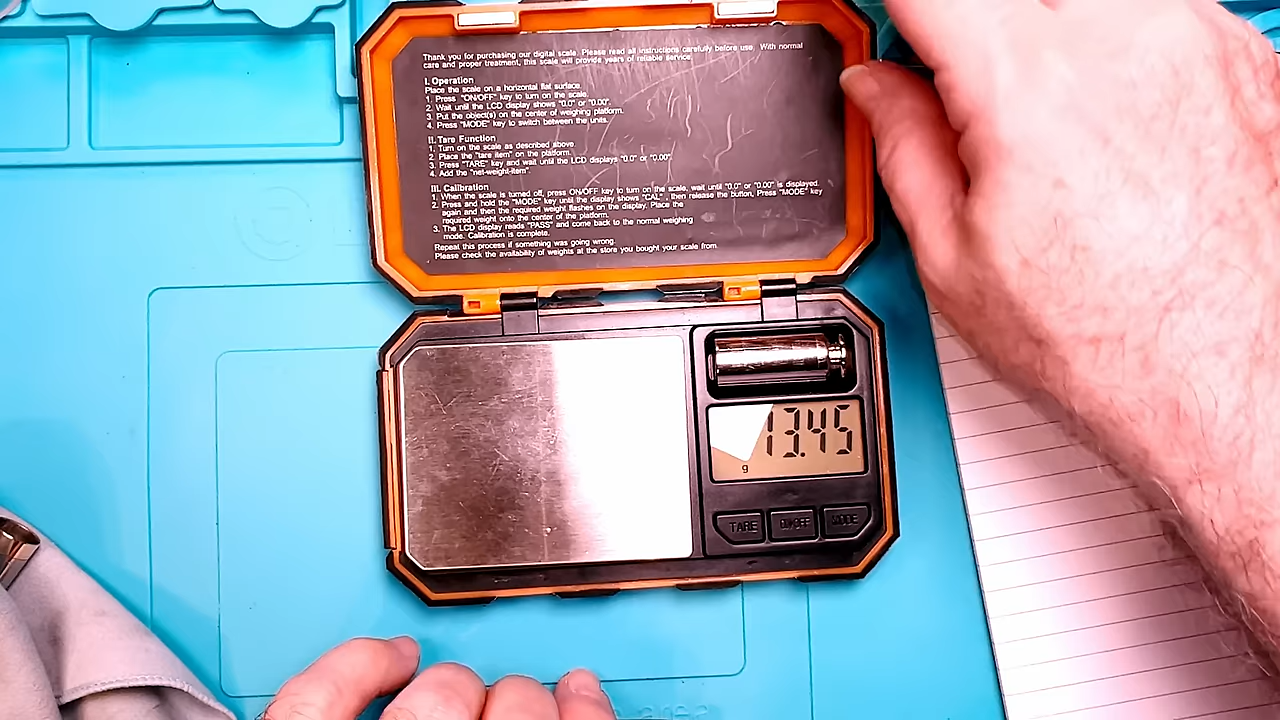 Thank you for purchasing our digital scale. Please read all instructions carefully before use. With normal
care and proper treatment, this scale will provide years of reliable service.
I. Operation
Place the scale on a horizontal flat surface.
1. Press "ON/OFF" key to turn on the scale.
2. Wait until the LCD display shows "0.0" or "0.00".
3. Put the object(s) on the center of weighing platform.
4. Press "MODE" key to switch between the units.
II. Tare Function
1. Turn on the scale as described above.
2. Place the "tare item" on the platform.
3. Press "TARE" key and wait until the LCD displays "0.0" or "0.00".
4. Add the "net-weight-item".
III. Calibration
1. When the scale is turned off, press ON/OFF key to turn on the scale, wait until "0.0" or "0.00" is displayed.
2. Press and hold the "MODE" key until the display shows "CAL", then release the button, Press "MODE" key
again and then the required weight flashes on the display. Place the
required weight onto the center of the platform.
3. The LCD display reads "PASS" and come back to the normal weighing
mode. Calibration is complete.
Repeat this process if something was going wrong.
Please check the availability of weights at the store you bought your scale from.
13.45
g
TARE ON/OFF MODE